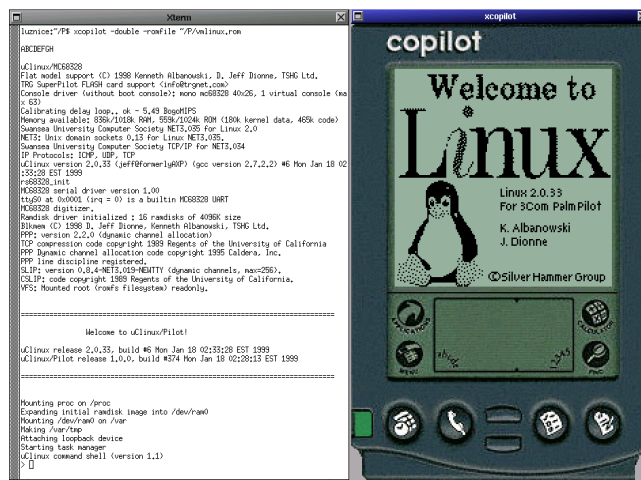 Xterm
luznice:~/P$ xcopilot -double -romfile ~/P/vmlinux.rom
ABCDEFGH
uClinux/MC68328
Flat model support (C) 1998 Kenneth Albanowski, D. Jeff Dionne, TSHG Ltd.
TRG SuperPilot FLASH card support <info@trgnet.com>
Console driver (without boot console): mono mc68328 40x26, 1 virtual console (ma
x 63)
Calibrating delay loop.. ok - 5.49 BogoMIPS
Memory available: 836k/1018k RAM, 559k/1024k ROM (180k kernel data, 465k code)
Swansea University Computer Society NET3.035 for Linux 2.0
NET3: Unix domain sockets 0.13 for Linux NET3.035.
Swansea University Computer Society TCP/IP for NET3.034
IP Protocols: ICMP, UDP, TCP
uClinux version 2.0.33 (jeff@formerlyAXP) (gcc version 2.7.2.2) #6 Mon Jan 18 02
:33:28 EST 1999
rs68328_init
MC68328 serial driver version 1.00
ttyS0 at 0x0001 (irq = 0) is a builtin MC68328 UART
MC68328 digitizer.
Ramdisk driver initialized : 16 ramdisks of 4096K size
Blkmem (C) 1998 D. Jeff Dionne, Kenneth Albanowski, TSHG Ltd.
PPP: version 2.2.0 (dynamic channel allocation)
TCP compression code copyright 1989 Regents of the University of California
PPP Dynamic channel allocation code copyright 1995 Caldera, Inc.
PPP line discipline registered.
SLIP: version 0.8.4-NET3.019-NEWTTY (dynamic channels, max=256).
CSLIP: code copyright 1989 Regents of the University of California.
VFS: Mounted root (romfs filesystem) readonly.
================================================================================
Welcome to uClinux/Pilot!
uClinux release 2.0.33, build #6 Mon Jan 18 02:33:28 EST 1999
uClinux/Pilot release 1.0.0, build #374 Mon Jan 18 02:28:13 EST 1999
================================================================================
Mounting proc on /proc
Expanding initial ramdisk image into /dev/ram0
Mounting /dev/ram0 on /var
Making /var/tmp
Attaching loopback device
Starting task manager
uClinux command shell (version 1.1)
>
xcopilot
copilot
Welcome to
Linux
Linux 2.0.33
For 3Com PalmPilot
K. Albanowski
J. Dionne
©Silver Hammer Group
APPLICATIONS
CALCULATOR
MENU
abcde
12345
FIND